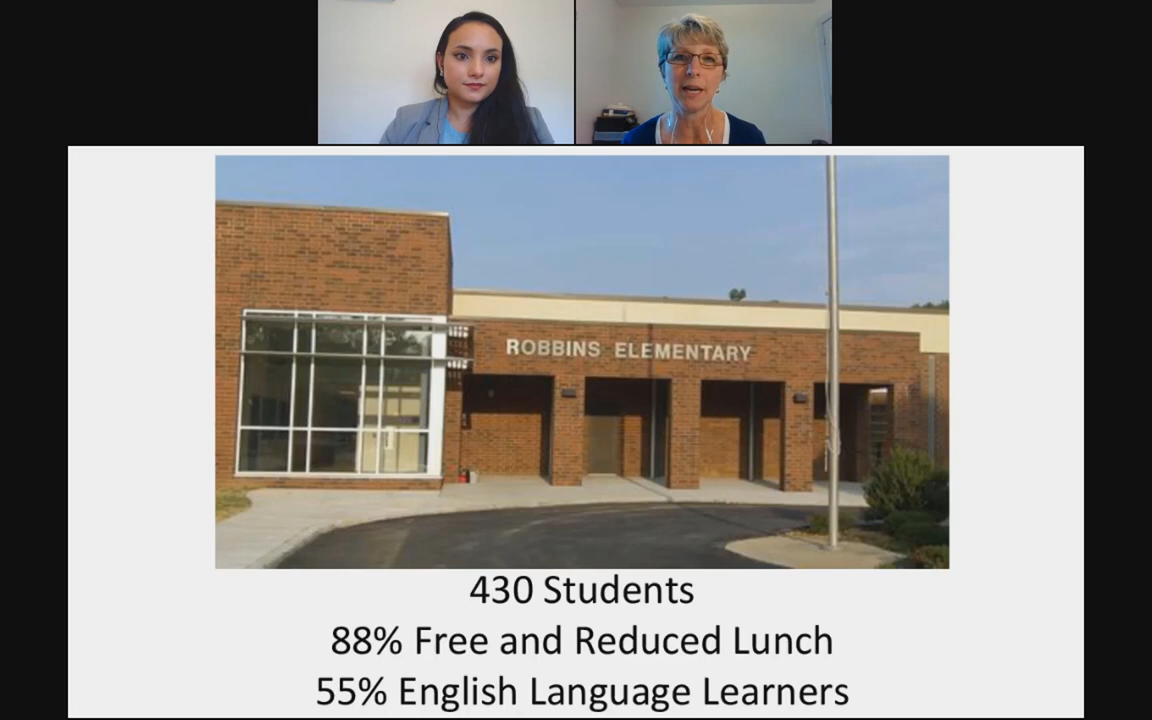 ROBBINS ELEMENTARY
430 Students
88% Free and Reduced Lunch
55% English Language Learners